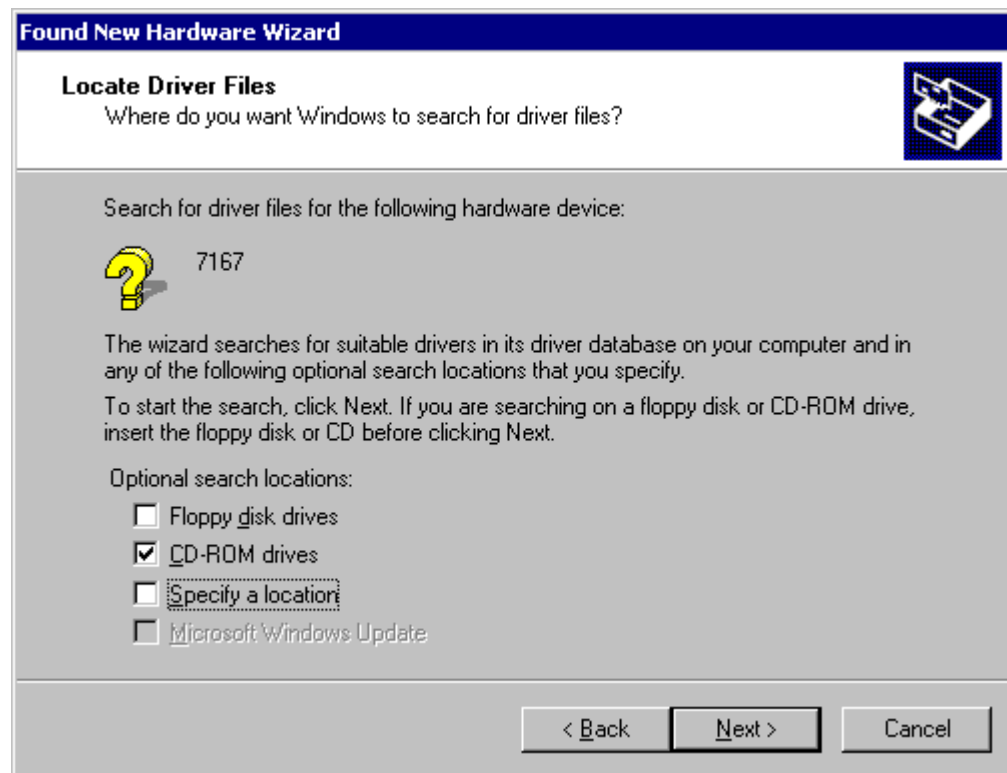 Found New Hardware Wizard
Locate Driver Files
Where do you want Windows to search for driver files?
Search for driver files for the following hardware device:
7167
The wizard searches for suitable drivers in its driver database on your computer and in
any of the following optional search locations that you specify.
To start the search, click Next. If you are searching on a floppy disk or CD-ROM drive,
insert the floppy disk or CD before clicking Next.
Optional search locations:
Floppy disk drives
CD-ROM drives
Specify a location
Microsoft Windows Update
< Back Next > Cancel